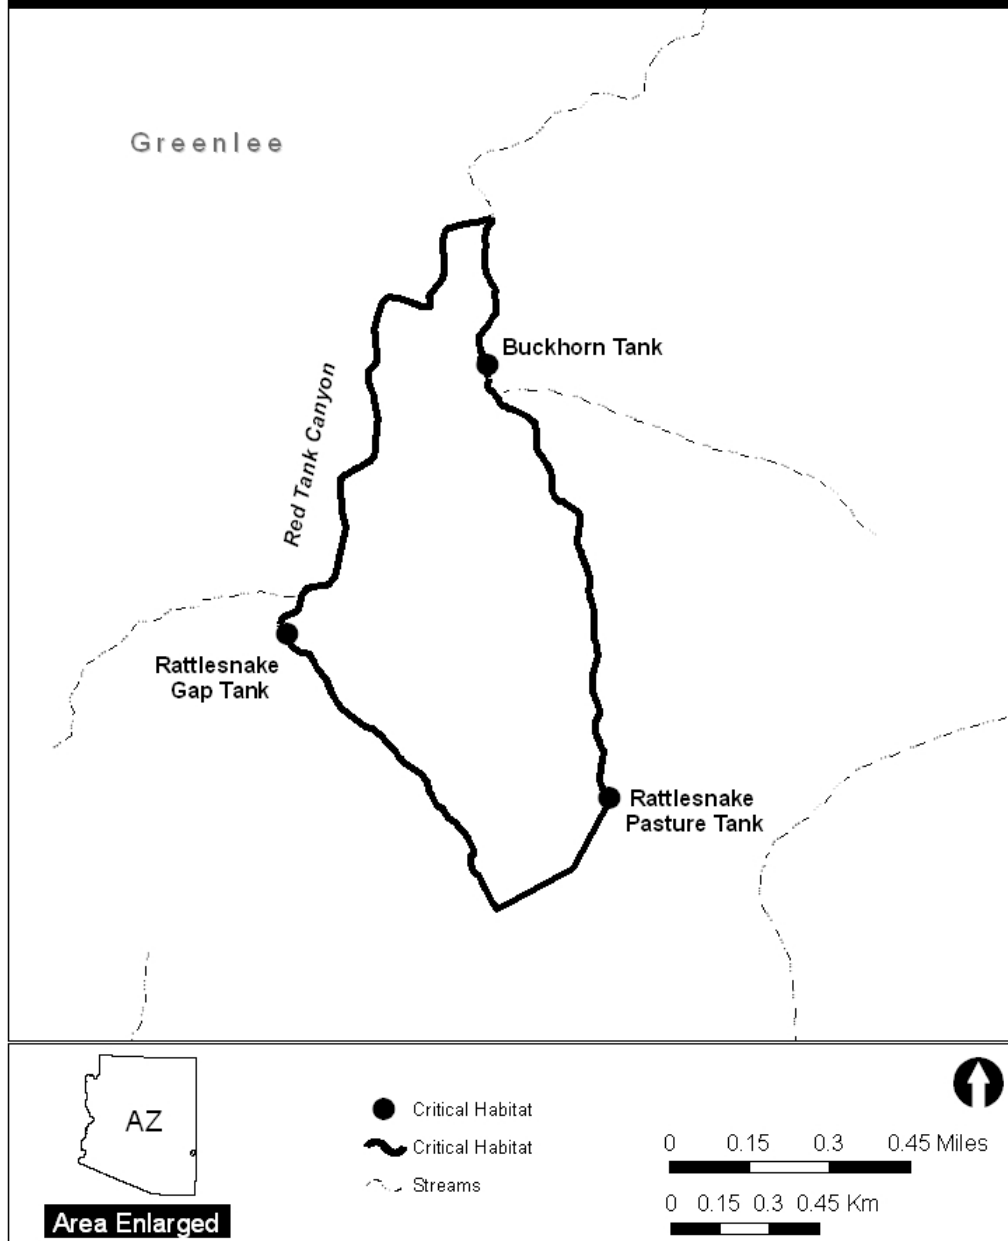 Greenlee
Buckhorn Tank
Red Tank Canyon
Rattlesnake
Gap Tank
Rattlesnake
Pasture Tank
AZ
Area Enlarged
Critical Habitat
Critical Habitat
Streams
0 0.15 0.3 0.45 Miles
0 0.15 0.3 0.45 Km